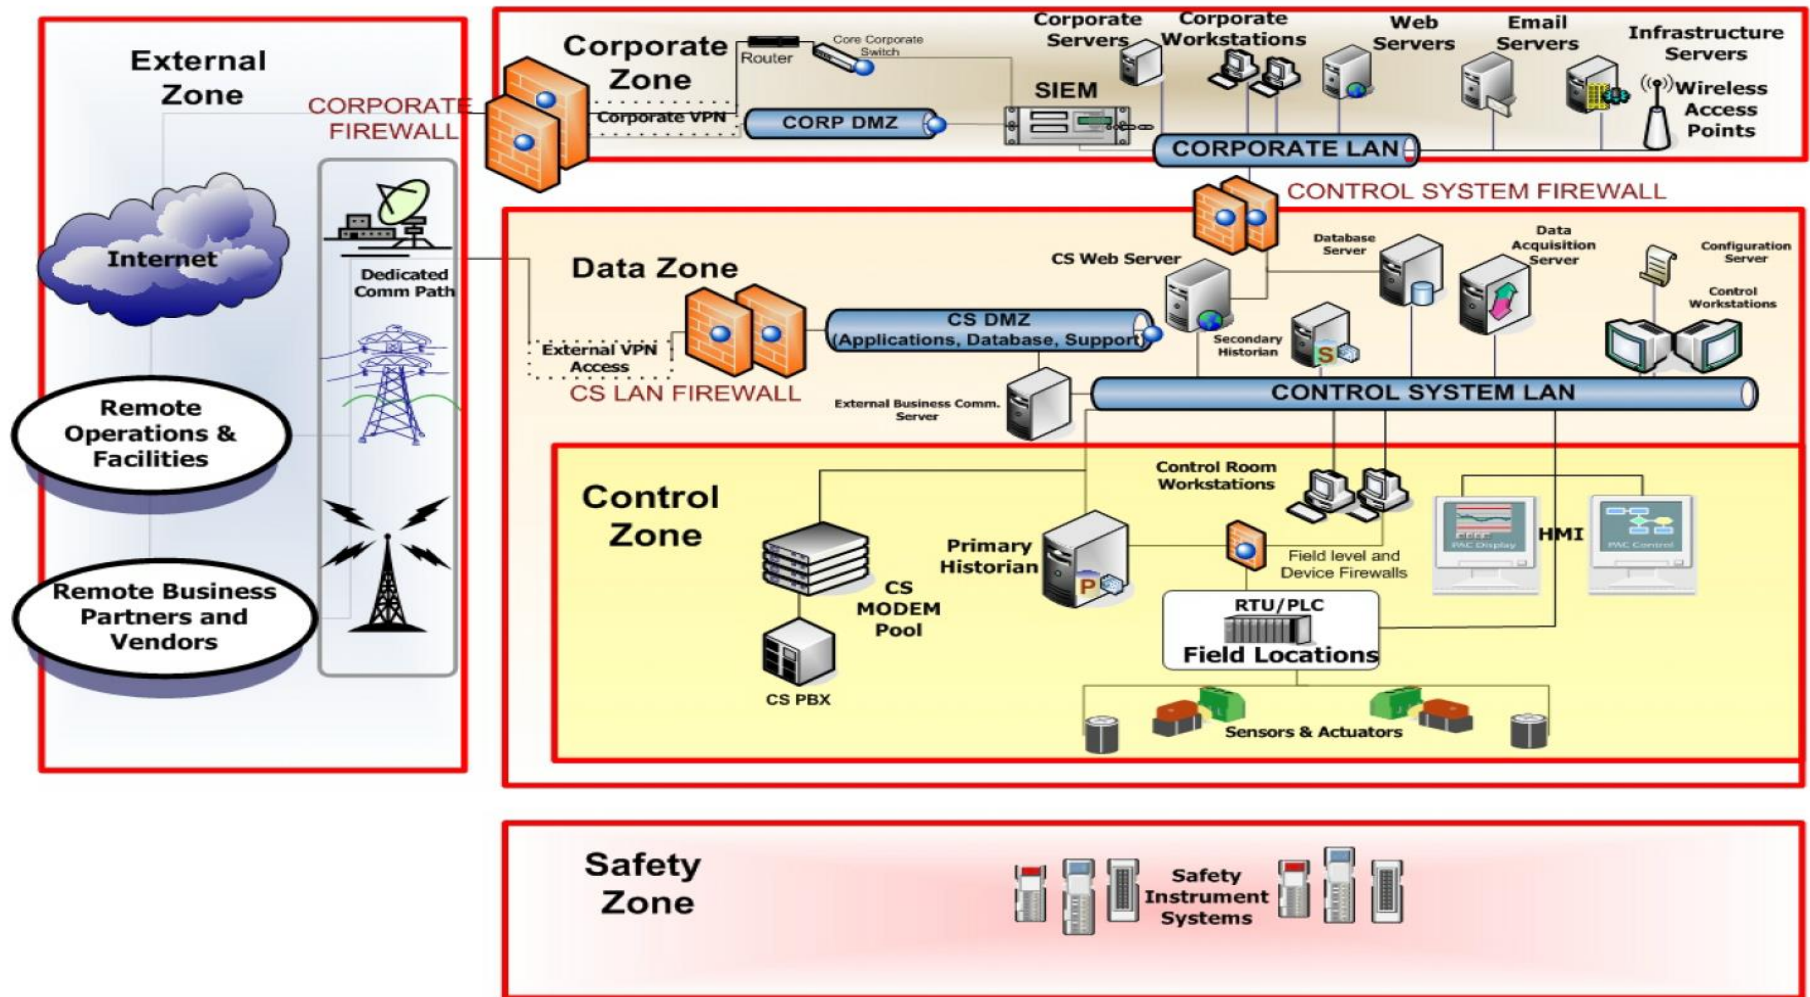 External
Zone
CORPORATE
FIREWALL
Internet
Dedicated
Comm Path
Remote
Operations &
Facilities
Remote Business
Partners and
Vendors
Corporate
Zone
Router
Core Corporate
Switch
Corporate VPN
CORP DMZ
SIEM
Corporate
Servers
Corporate
Workstations
Web
Servers
Email
Servers
Infrastructure
Servers
Wireless
Access
Points
CORPORATE LAN
CONTROL SYSTEM FIREWALL
Data Zone
External VPN
Access
CS LAN FIREWALL
CS DMZ
(Applications, Database, Support)
CS Web Server
Database
Server
Data
Acquisition
Server
Configuration
Server
Control
Workstations
Secondary
Historian
S
External Business Comm.
Server
CONTROL SYSTEM LAN
Control
Zone
CS
MODEM
Pool
CS PBX
Primary
Historian
P
Control Room
Workstations
Field level and
Device Firewalls
PAC Display
HMI
PAC Control
RTU/PLC
Field Locations
Sensors & Actuators
Safety
Zone
Safety
Instrument
Systems